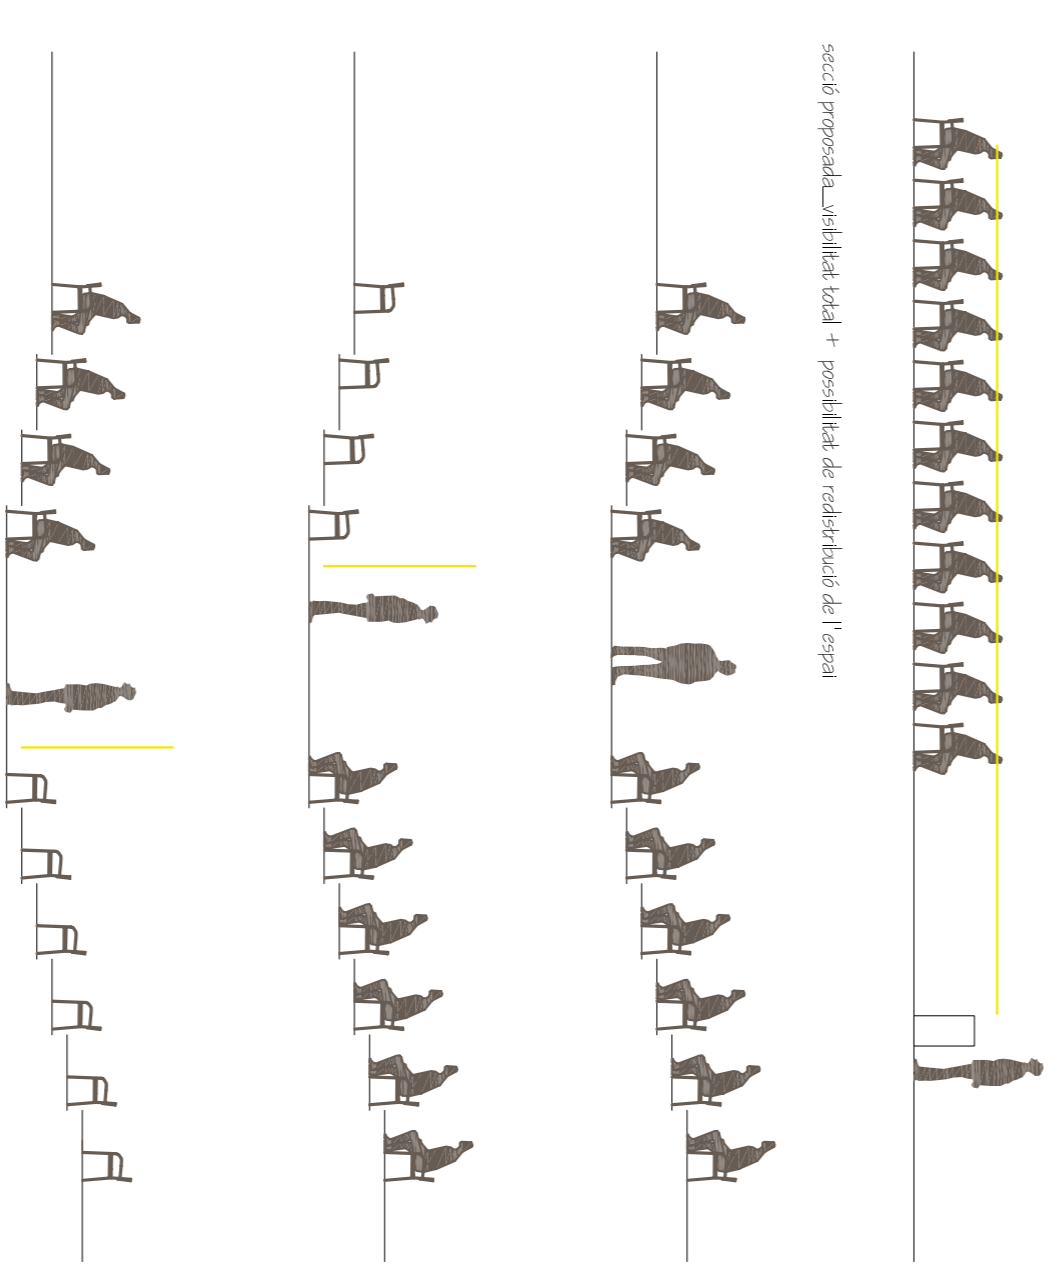 secció proposada_visibilitat total + possibilitat de redistribució de l'espai